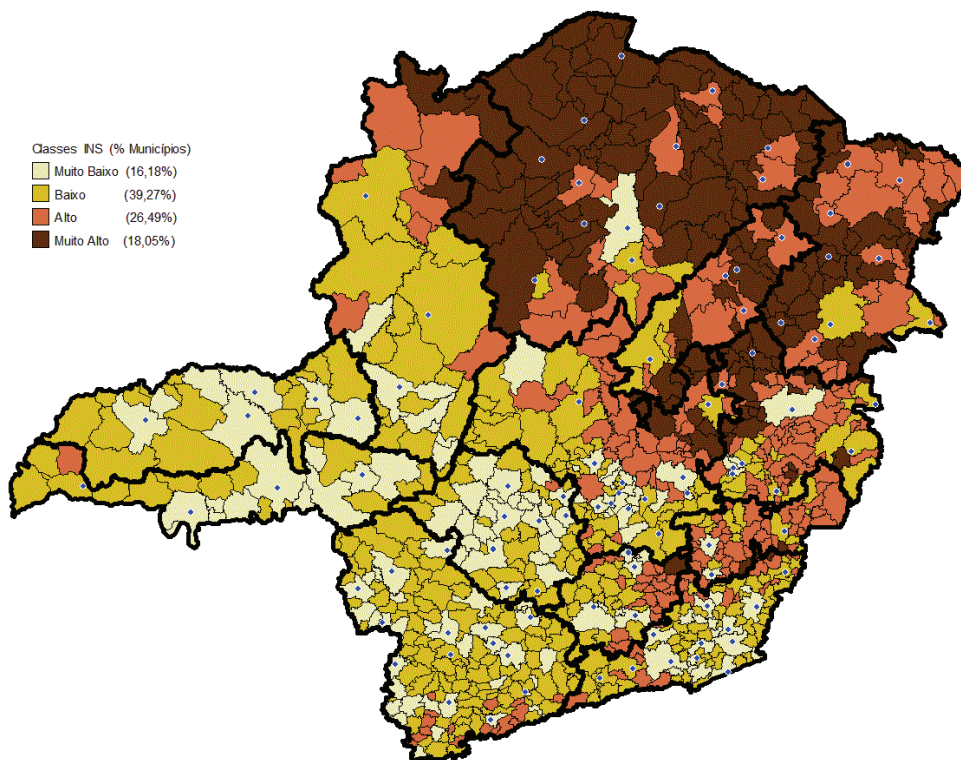 Classes INS (% Municípios)
Muito Baixo (16,18%)
Baixo (39,27%)
Alto (26,49%)
Muito Alto (18,05%)